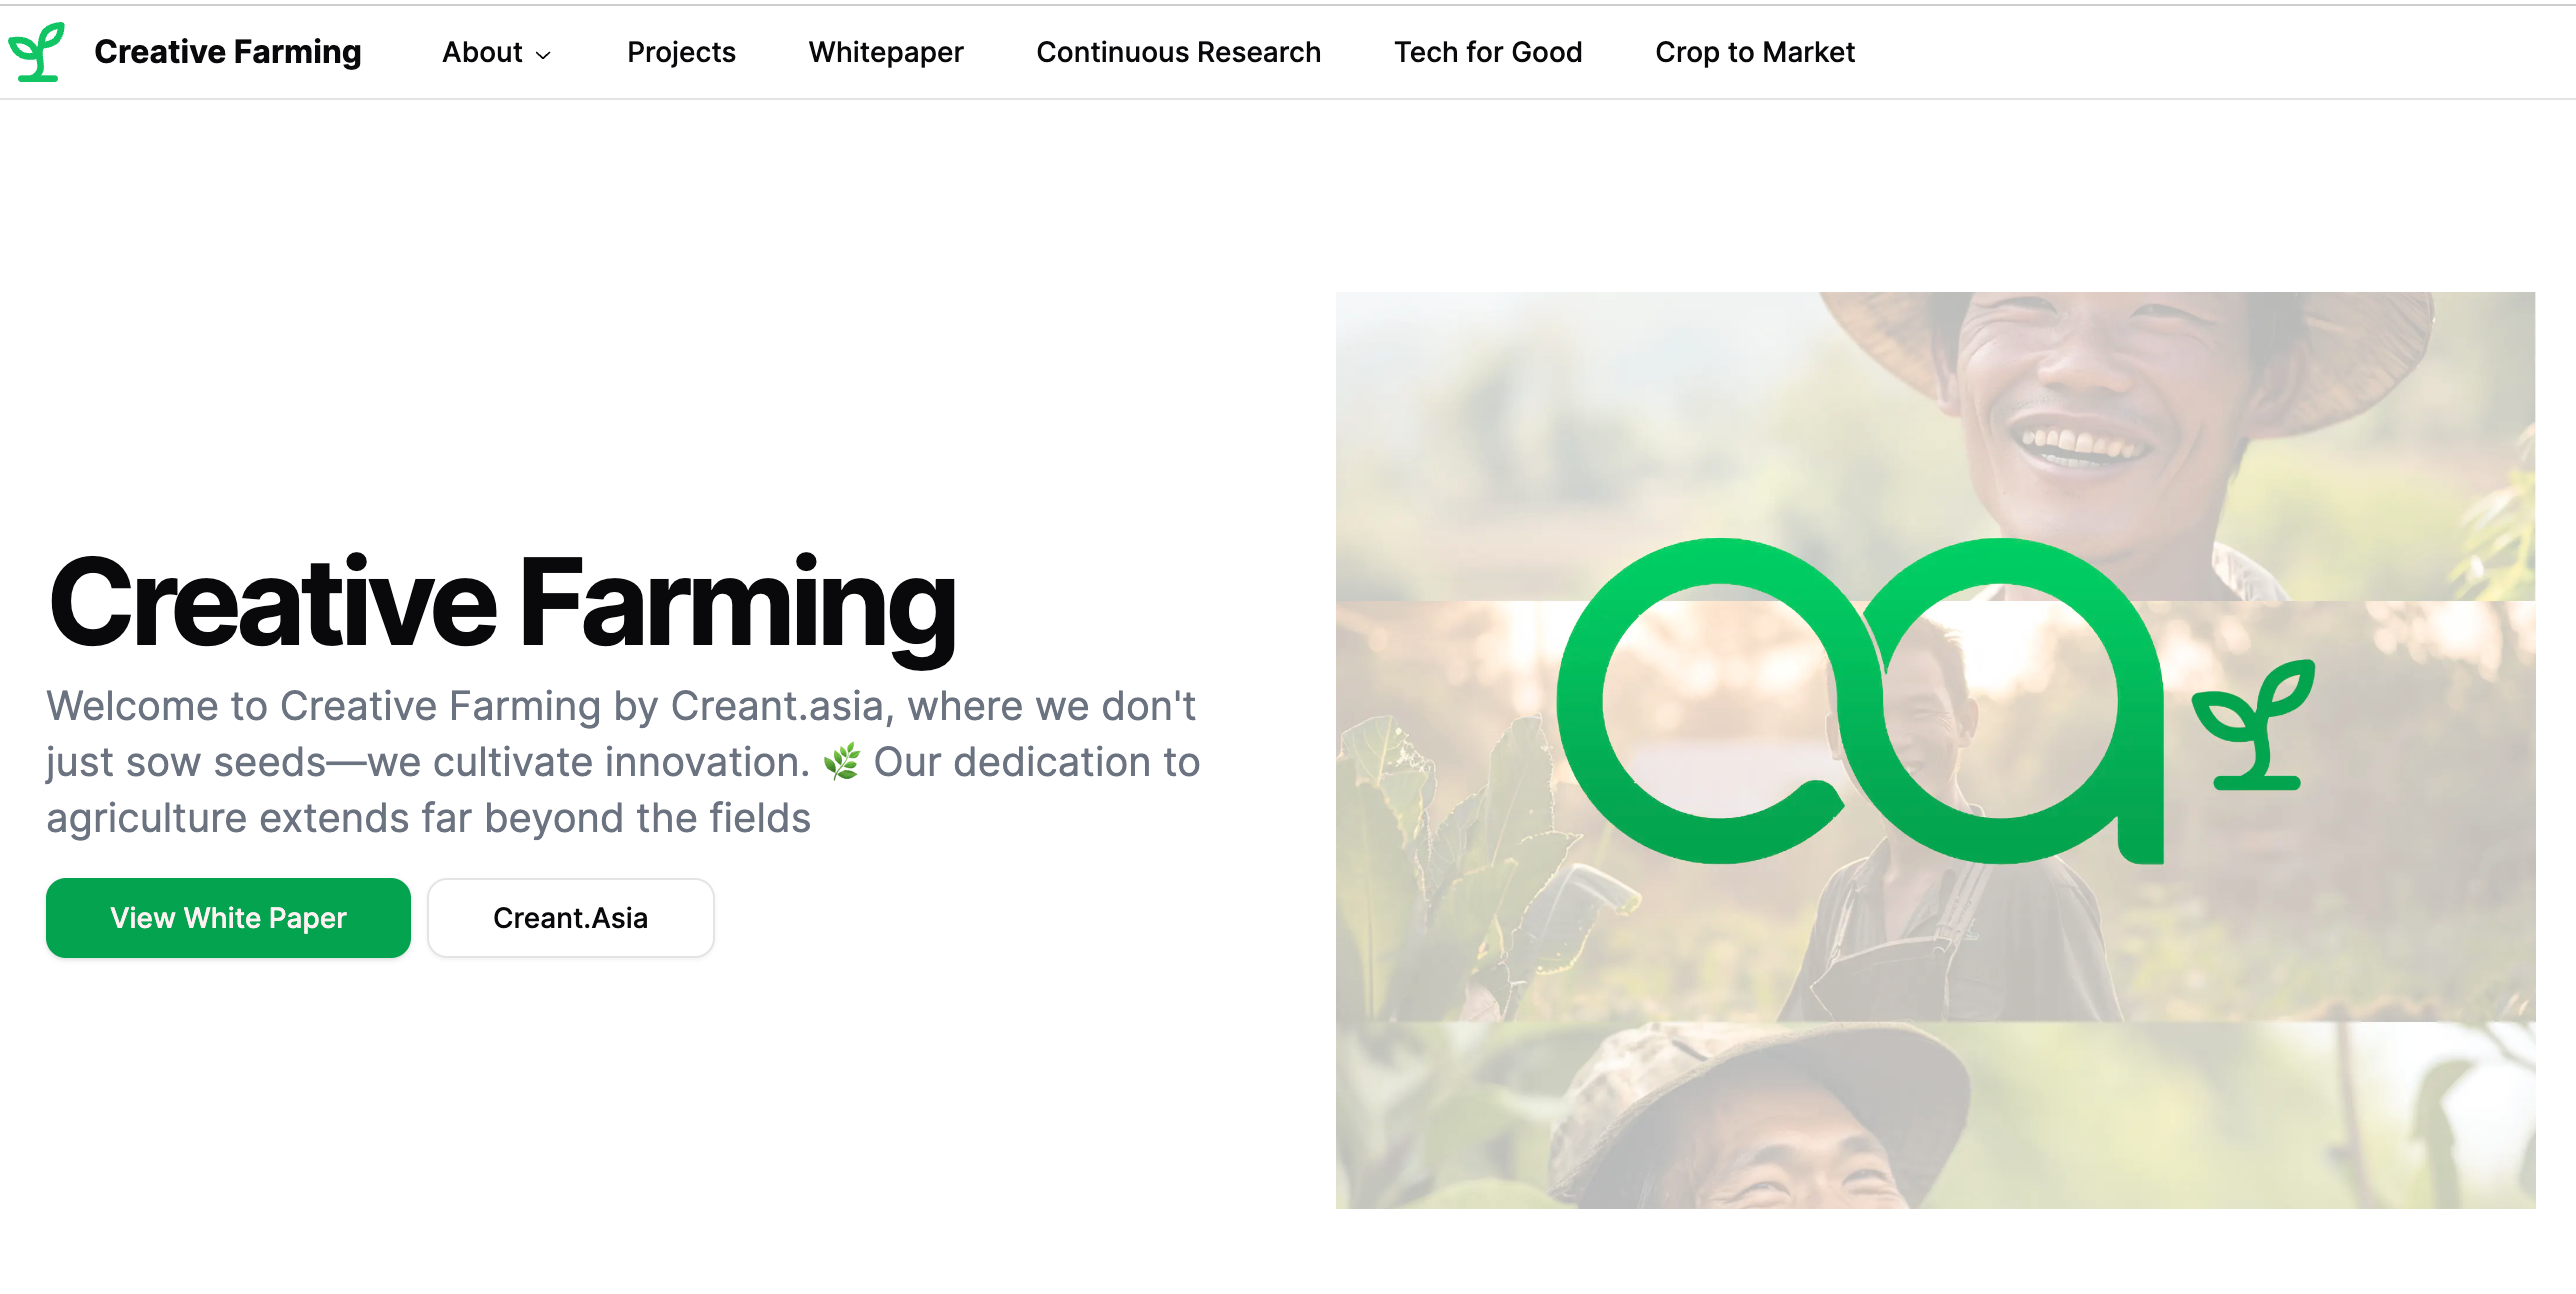 Creative Farming
About
Projects
Whitepaper
Continuous Research
Tech for Good
Crop to Market
Creative Farming
Welcome to Creative Farming by Creant.asia, where we don't
just sow seeds—we cultivate innovation. 🌿 Our dedication to
agriculture extends far beyond the fields
View White Paper
Creant.Asia
ca